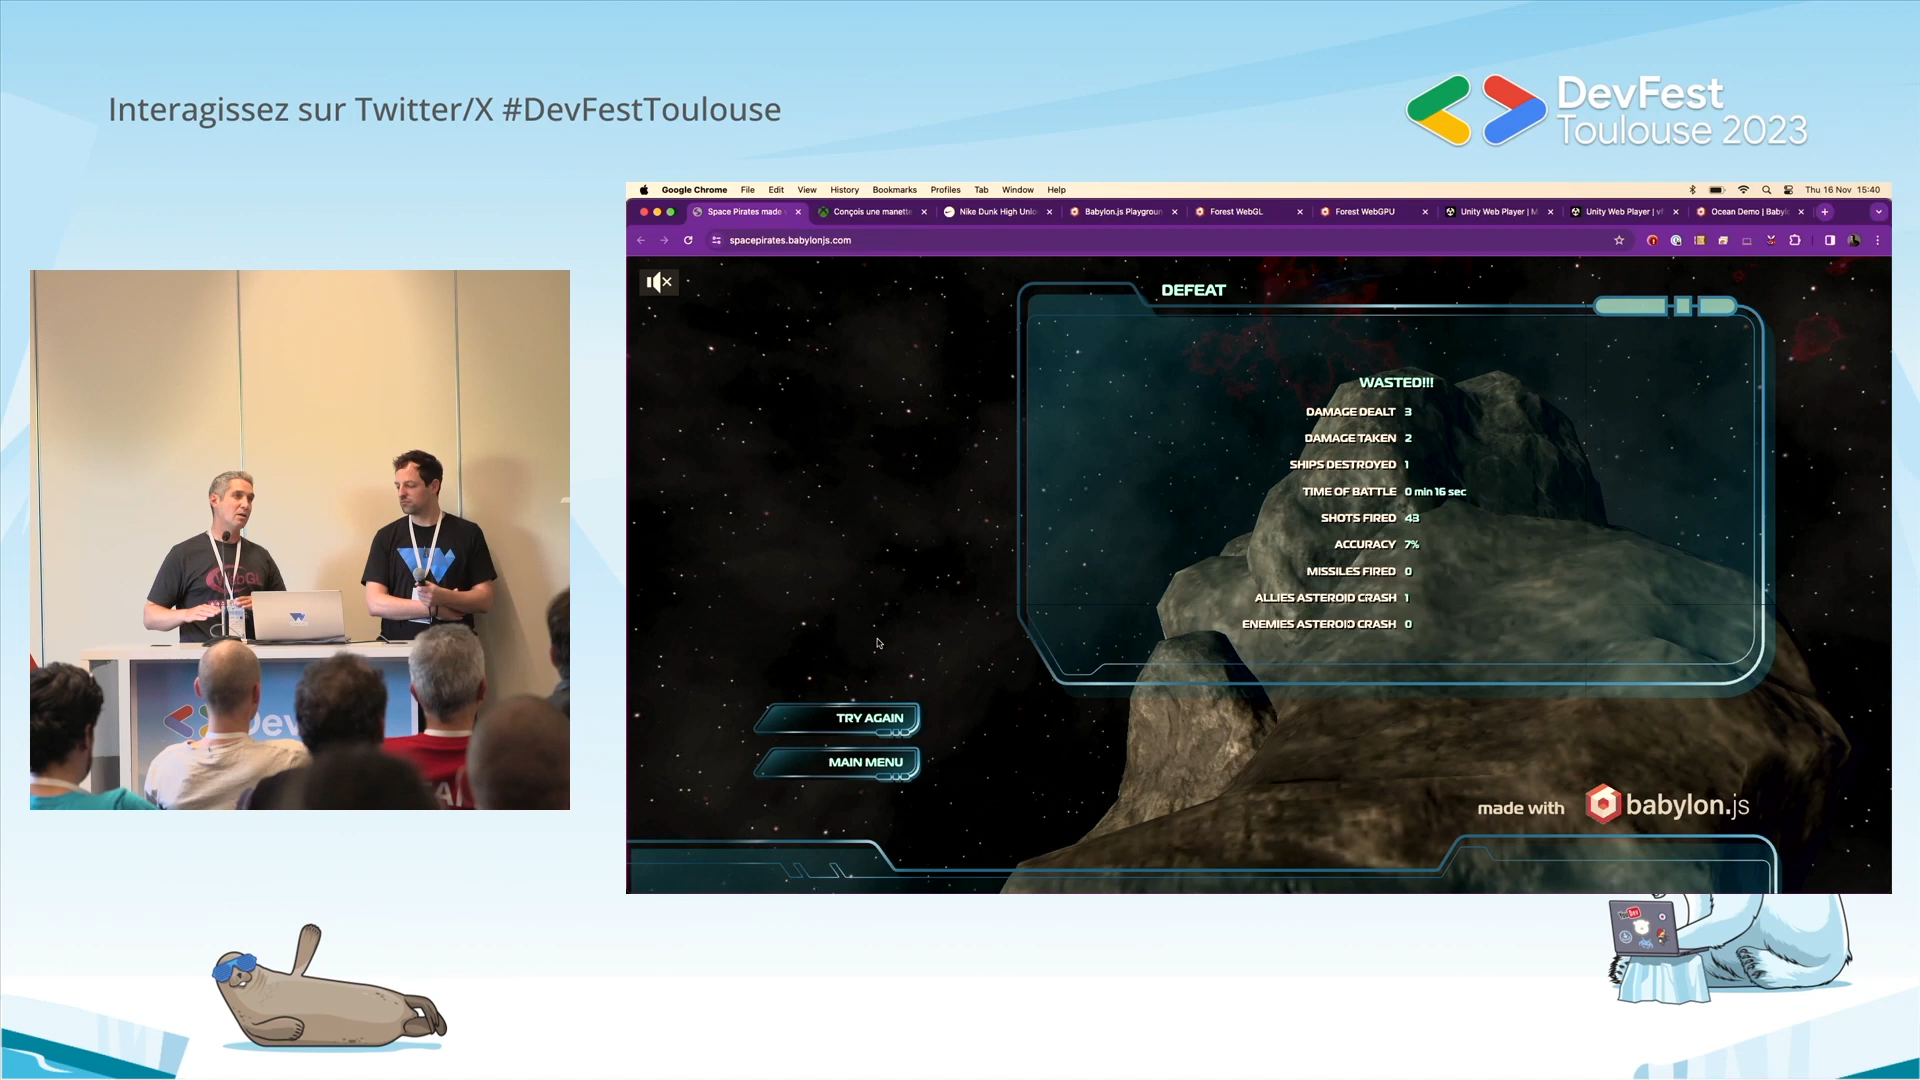 Interagissez sur Twitter/X #DevFestToulouse
DevFest
Toulouse 2023
Google Chrome File Edit View History Bookmarks Profiles Tab Window Help
Thu 16 Nov 15:40
Space Pirates made
Conçois une manette
Nike Dunk High Unlo
Babylon.js Playgroun
Forest WebGL
Forest WebGPU
Unity Web Player | M
Unity Web Player |
Ocean Demo | Babyl
spacepirates.babylonjs.com
DEFEAT
WASTED!!!
DAMAGE DEALT 3
DAMAGE TAKEN 2
SHIPS DESTROYED 1
TIME OF BATTLE 0 min 16 sec
SHOTS FIRED 43
ACCURACY 7%
MISSILES FIRED 0
ALLIES ASTEROID CRASH 1
ENEMIES ASTEROID CRASH 0
TRY AGAIN
MAIN MENU
made with babylon.js
WebGL
Dev